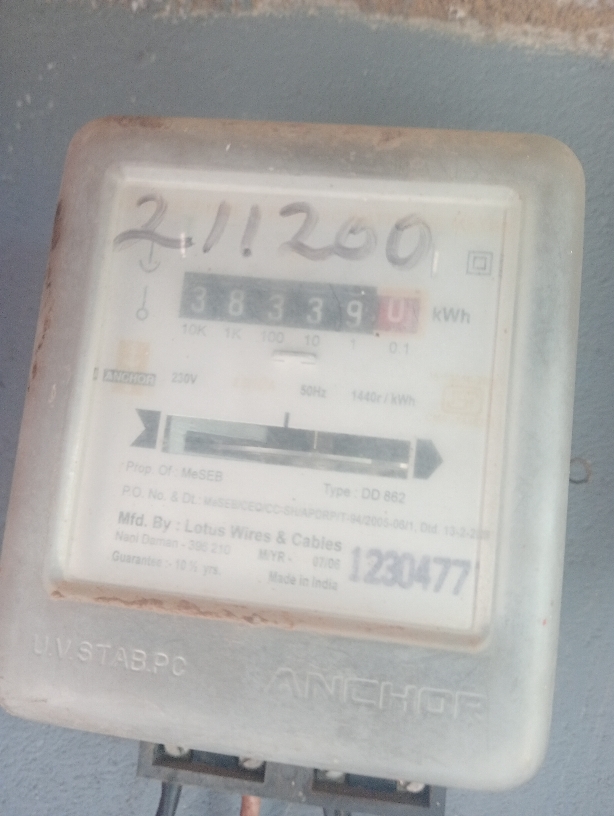 211200
38339 kWh
10K 1K 100 10 1 0.1
ANCHOR 230V 50Hz 1440r / kWh
Prop. Of : MeSEB
Type : DD 862
P.O. No. & Dt.:
Mfd. By : Lotus Wires & Cables
Nani Daman - 396 210 M/YR -
Guarantee :- 10 ½ yrs. Made in India
1230477
U.V.STAB.PC
ANCHOR